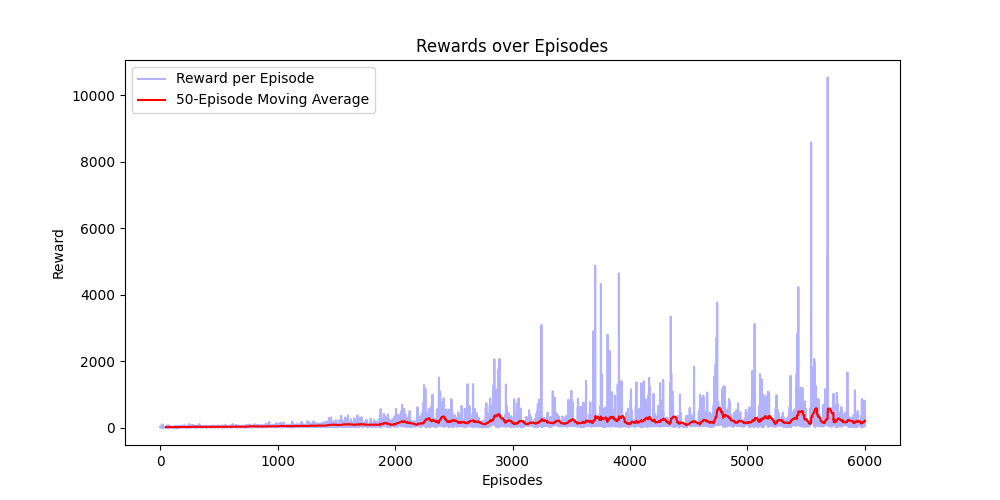 Rewards over Episodes
Reward per Episode
50-Episode Moving Average
10000
8000
6000
4000
2000
0
Reward
0 1000 2000 3000 4000 5000 6000
Episodes